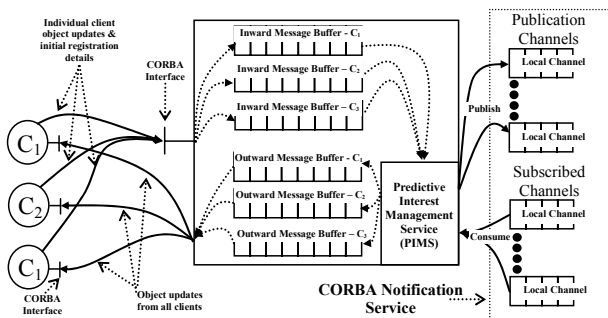 Individual client
object updates &
initial registration
details
CORBA
Interface
C1
C2
C1
CORBA
Interface
Object updates
from all clients
Inward Message Buffer - C1
Inward Message Buffer – C2
Inward Message Buffer – C3
Outward Message Buffer – C1
Outward Message Buffer – C2
Outward Message Buffer – C3
Predictive
Interest
Management
Service
(PIMS)
Publication
Channels
Local Channel
Publish
Local Channel
Subscribed
Channels
Local Channel
Consume
Local Channel
CORBA Notification
Service